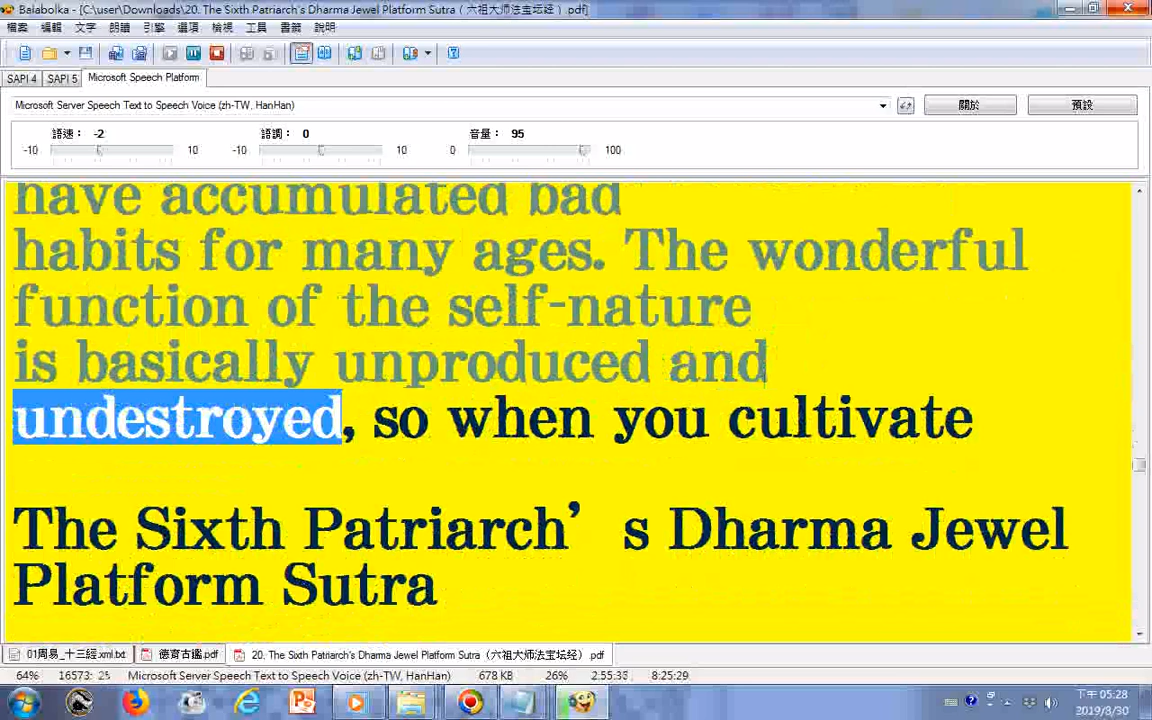 Balabolka - [C:\user\Downloads\20. The Sixth Patriarch's Dharma Jewel Platform Sutra（六祖大师法宝坛经）.pdf]
檔案 編輯 文字 朗讀 引擎 選項 檢視 工具 書籤 說明
SAPI 4 SAPI 5 Microsoft Speech Platform
Microsoft Server Speech Text to Speech Voice (zh-TW, HanHan) 關於 預設
語速： -2 語調： 0 音量： 95
-10 10 -10 10 0 100
have accumulated bad
habits for many ages. The wonderful
function of the self-nature
is basically unproduced and
undestroyed, so when you cultivate
The Sixth Patriarch’s Dharma Jewel
Platform Sutra
01周易_十三經.xml.txt 德育古鑑.pdf 20. The Sixth Patriarch's Dharma Jewel Platform Sutra（六祖大师法宝坛经）.pdf
64% 16573: 25 Microsoft Server Speech Text to Speech Voice (zh-TW, HanHan) 678 KB 26% 2:55:33 8:25:29
下午 05:28
2019/8/30